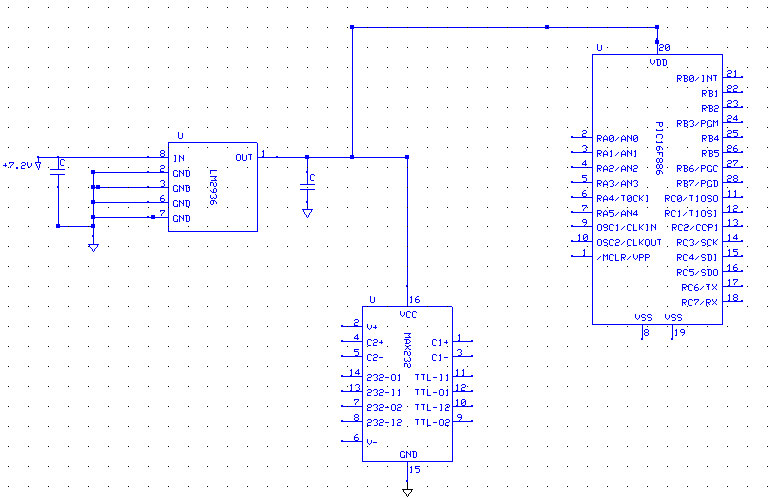 +7.2V
C
U
LM2936
8 IN
2 GND
3 GND
6 GND
7 GND
OUT 1
C
U
MAX232
16
VCC
2 V+
4 C2+
5 C2-
14 232-O1
13 232-I1
7 232-O2
8 232-I2
6 V-
C1+ 1
C1- 3
TTL-I1 11
TTL-O1 12
TTL-I2 10
TTL-O2 9
GND
15
U
PIC16F886
20
VDD
2 RA0/AN0
3 RA1/AN1
4 RA2/AN2
5 RA3/AN3
6 RA4/T0CKI
7 RA5/AN4
9 OSC1/CLKIN
10 OSC2/CLKOUT
1 /MCLR/VPP
RB0/INT 21
RB1 22
RB2 23
RB3/PGM 24
RB4 25
RB5 26
RB6/PGC 27
RB7/PGD 28
RC0/T1OSO 11
RC1/T1OSI 12
RC2/CCP1 13
RC3/SCK 14
RC4/SDI 15
RC5/SDO 16
RC6/TX 17
RC7/RX 18
VSS VSS
8 19